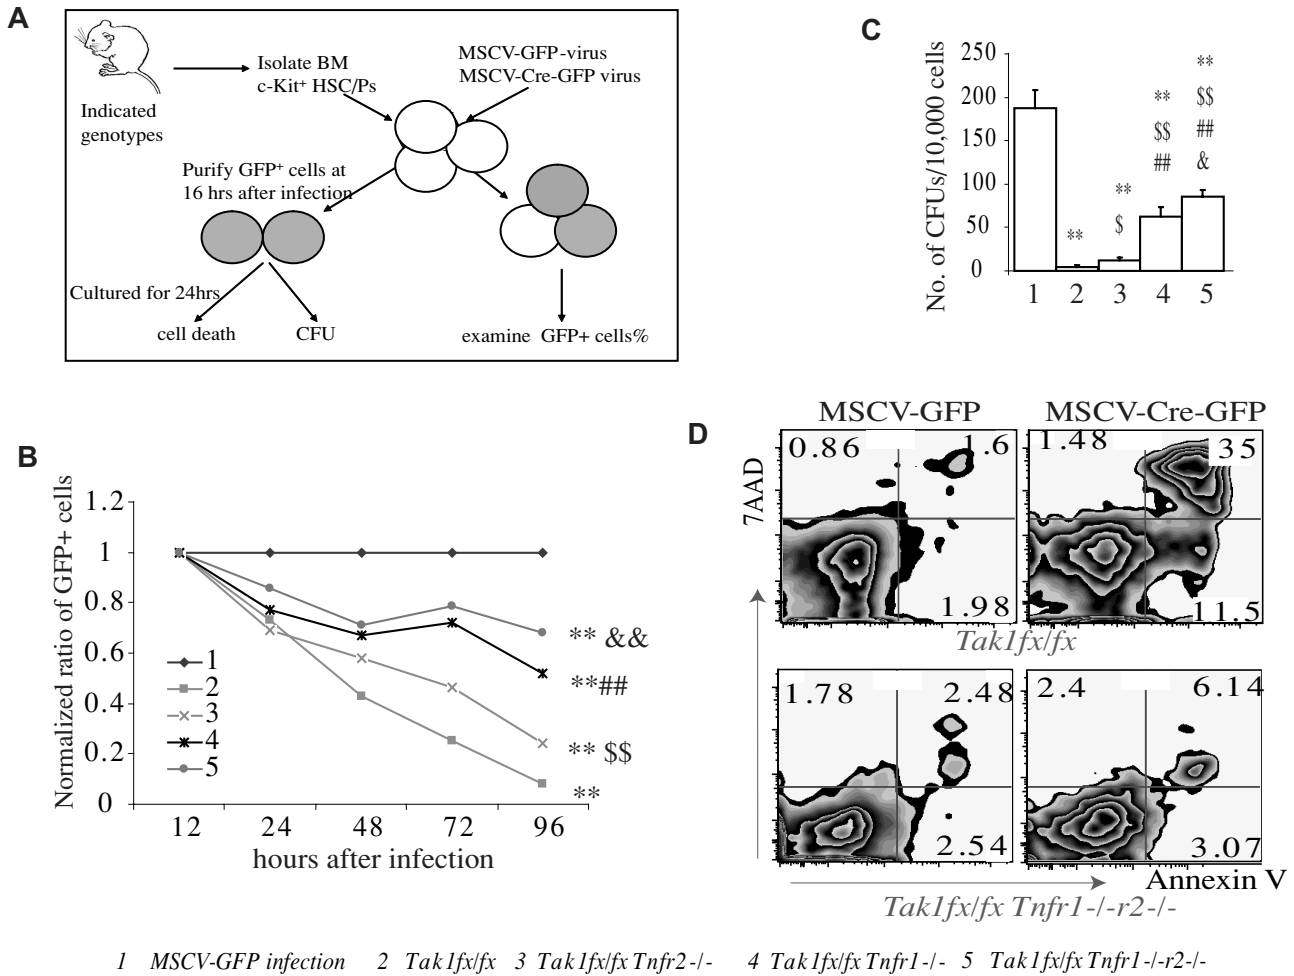 A
Indicated
genotypes
Isolate BM
c-Kit⁺ HSC/Ps
MSCV-GFP-virus
MSCV-Cre-GFP virus
Purify GFP⁺ cells at
16 hrs after infection
Cultured for 24hrs
cell death
CFU
examine GFP+ cells%
C
No. of CFUs/10,000 cells
250
200
150
100
50
0
**
** $
** $$ ##
** $$ ## &
1 2 3 4 5
B
Normalized ratio of GFP+ cells
1.2
1
0.8
0.6
0.4
0.2
0
1
2
3
4
5
** &&
**##
** $$
**
12 24 48 72 96
hours after infection
D
MSCV-GFP MSCV-Cre-GFP
7AAD
0.86 1.6
1.98
1.48 35
11.5
Tak1fx/fx
1.78 2.48
2.54
2.4 6.14
3.07
Annexin V
Tak1fx/fx Tnfr1-/-r2-/-
1 MSCV-GFP infection 2 Tak1fx/fx 3 Tak1fx/fx Tnfr2-/- 4 Tak1fx/fx Tnfr1-/- 5 Tak1fx/fx Tnfr1-/-r2-/-